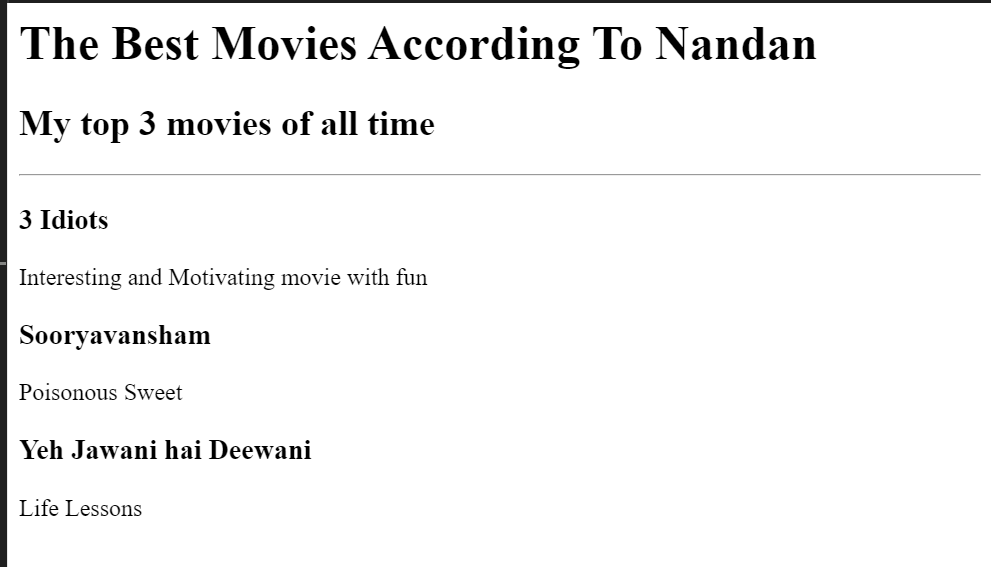 The Best Movies According To Nandan
My top 3 movies of all time
3 Idiots
Interesting and Motivating movie with fun
Sooryavansham
Poisonous Sweet
Yeh Jawani hai Deewani
Life Lessons